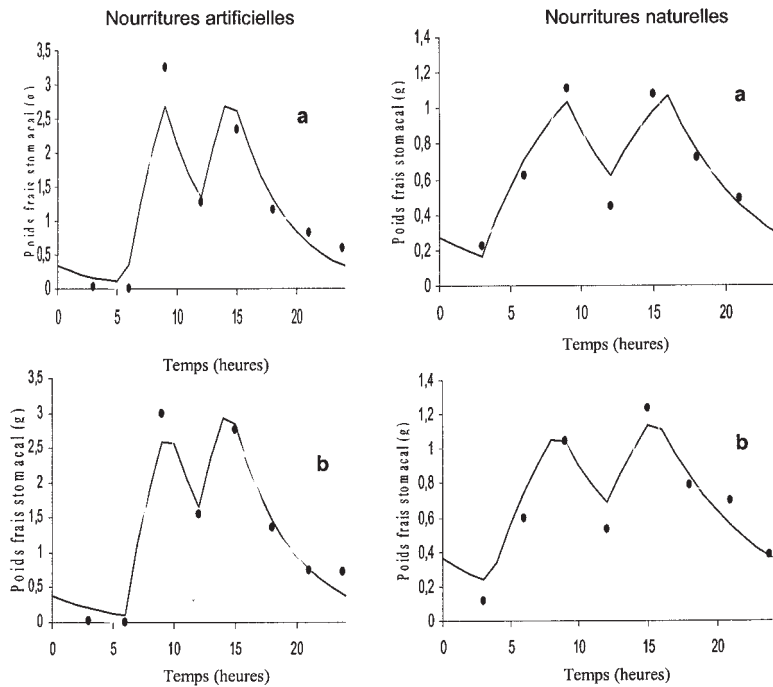 Nourritures artificielles
Nourritures naturelles
Poids frais stomacal (g)
3,5
3
2,5
2
1,5
1
0,5
0
a
0 5 10 15 20
Temps (heures)
Poids frais stomacal (g)
1,4
1,2
1
0,8
0,6
0,4
0,2
0
a
0 5 10 15 20
Temps (heures)
Poids frais stomacal (g)
3,5
3
2,5
2
1,5
1
0,5
0
b
0 5 10 15 20
Temps (heures)
Poids frais stomacal (g)
1,4
1,2
1
0,8
0,6
0,4
0,2
0
b
0 5 10 15 20
Temps (heures)